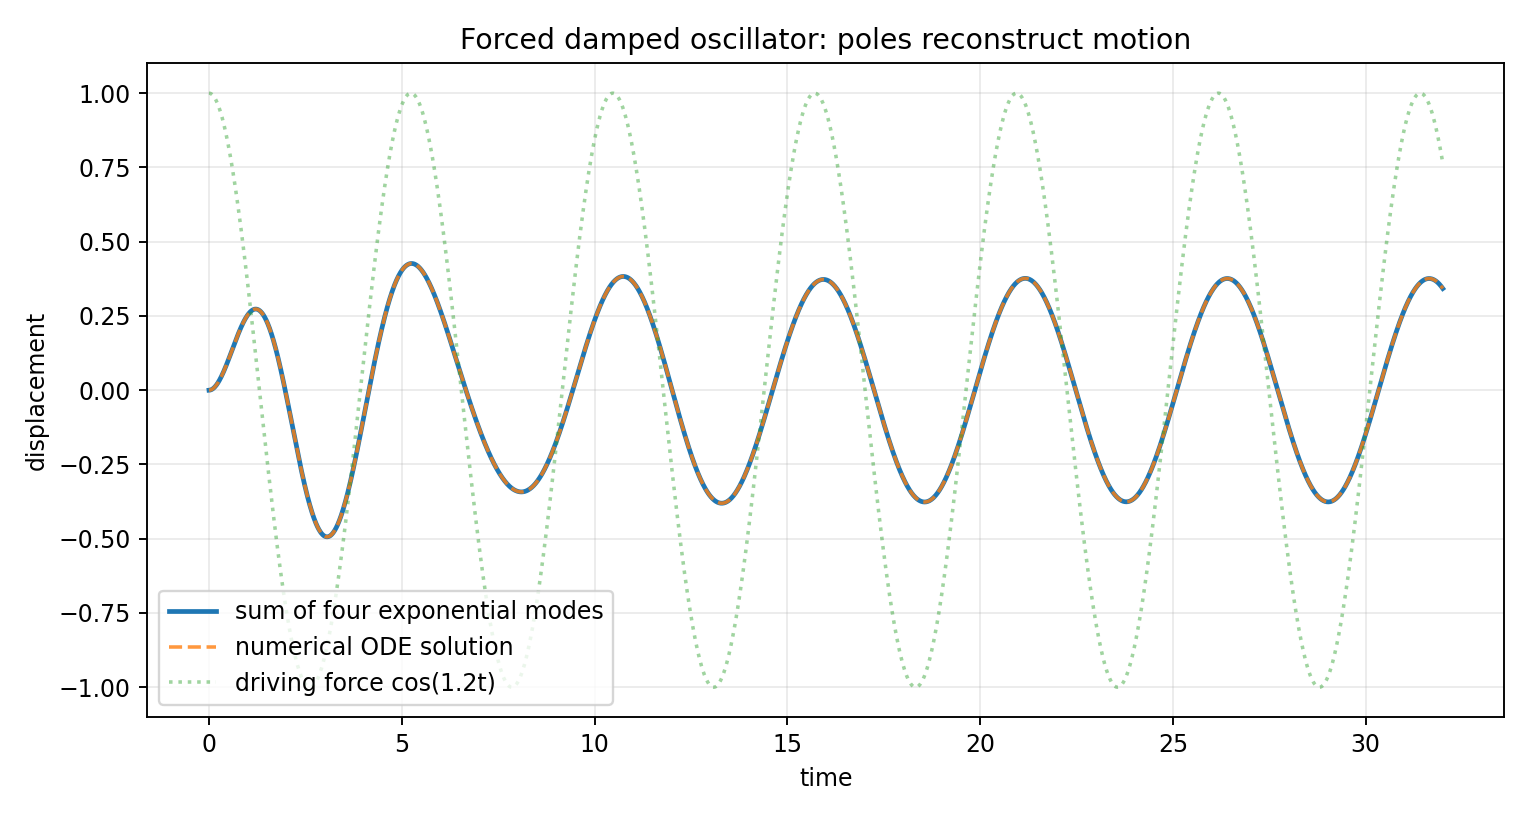 Forced damped oscillator: poles reconstruct motion
1.00
0.75
0.50
0.25
0.00
−0.25
−0.50
−0.75
−1.00
displacement
sum of four exponential modes
numerical ODE solution
driving force cos(1.2t)
0 5 10 15 20 25 30
time